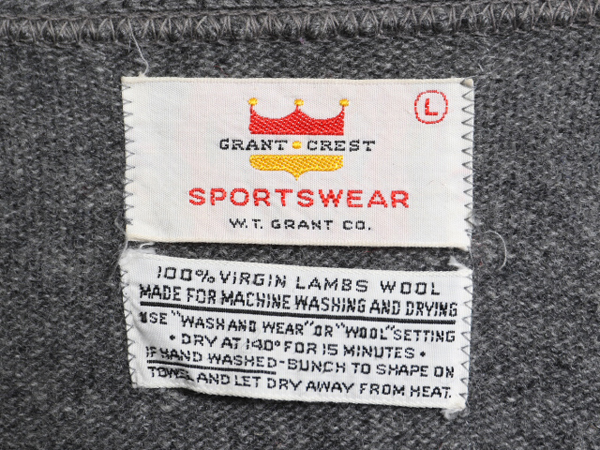 L
GRANT CREST
SPORTSWEAR
W.T. GRANT CO.
100% VIRGIN LAMBS WOOL
MADE FOR MACHINE WASHING AND DRYING
USE "WASH AND WEAR" OR "WOOL" SETTING
• DRY AT 140° FOR 15 MINUTES •
IF HAND WASHED-BUNCH TO SHAPE ON
TOWEL AND LET DRY AWAY FROM HEAT.